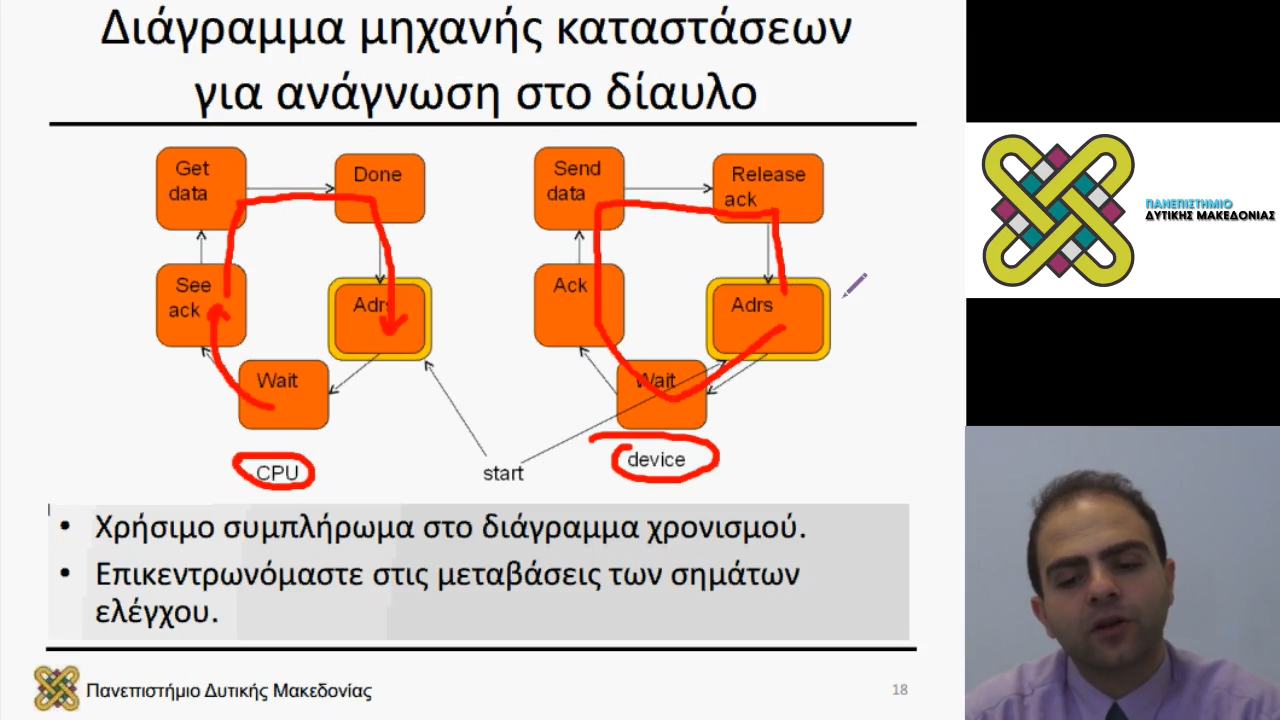 Διάγραμμα μηχανής καταστάσεων
για ανάγνωση στο δίαυλο
Get
data
Done
See
ack
Adrs
Wait
CPU
start
Send
data
Release
ack
Ack
Adrs
Wait
device
• Χρήσιμο συμπλήρωμα στο διάγραμμα χρονισμού.
• Επικεντρωνόμαστε στις μεταβάσεις των σημάτων
ελέγχου.
Πανεπιστήμιο Δυτικής Μακεδονίας
18
ΠΑΝΕΠΙΣΤΗΜΙΟ
ΔΥΤΙΚΗΣ ΜΑΚΕΔΟΝΙΑΣ